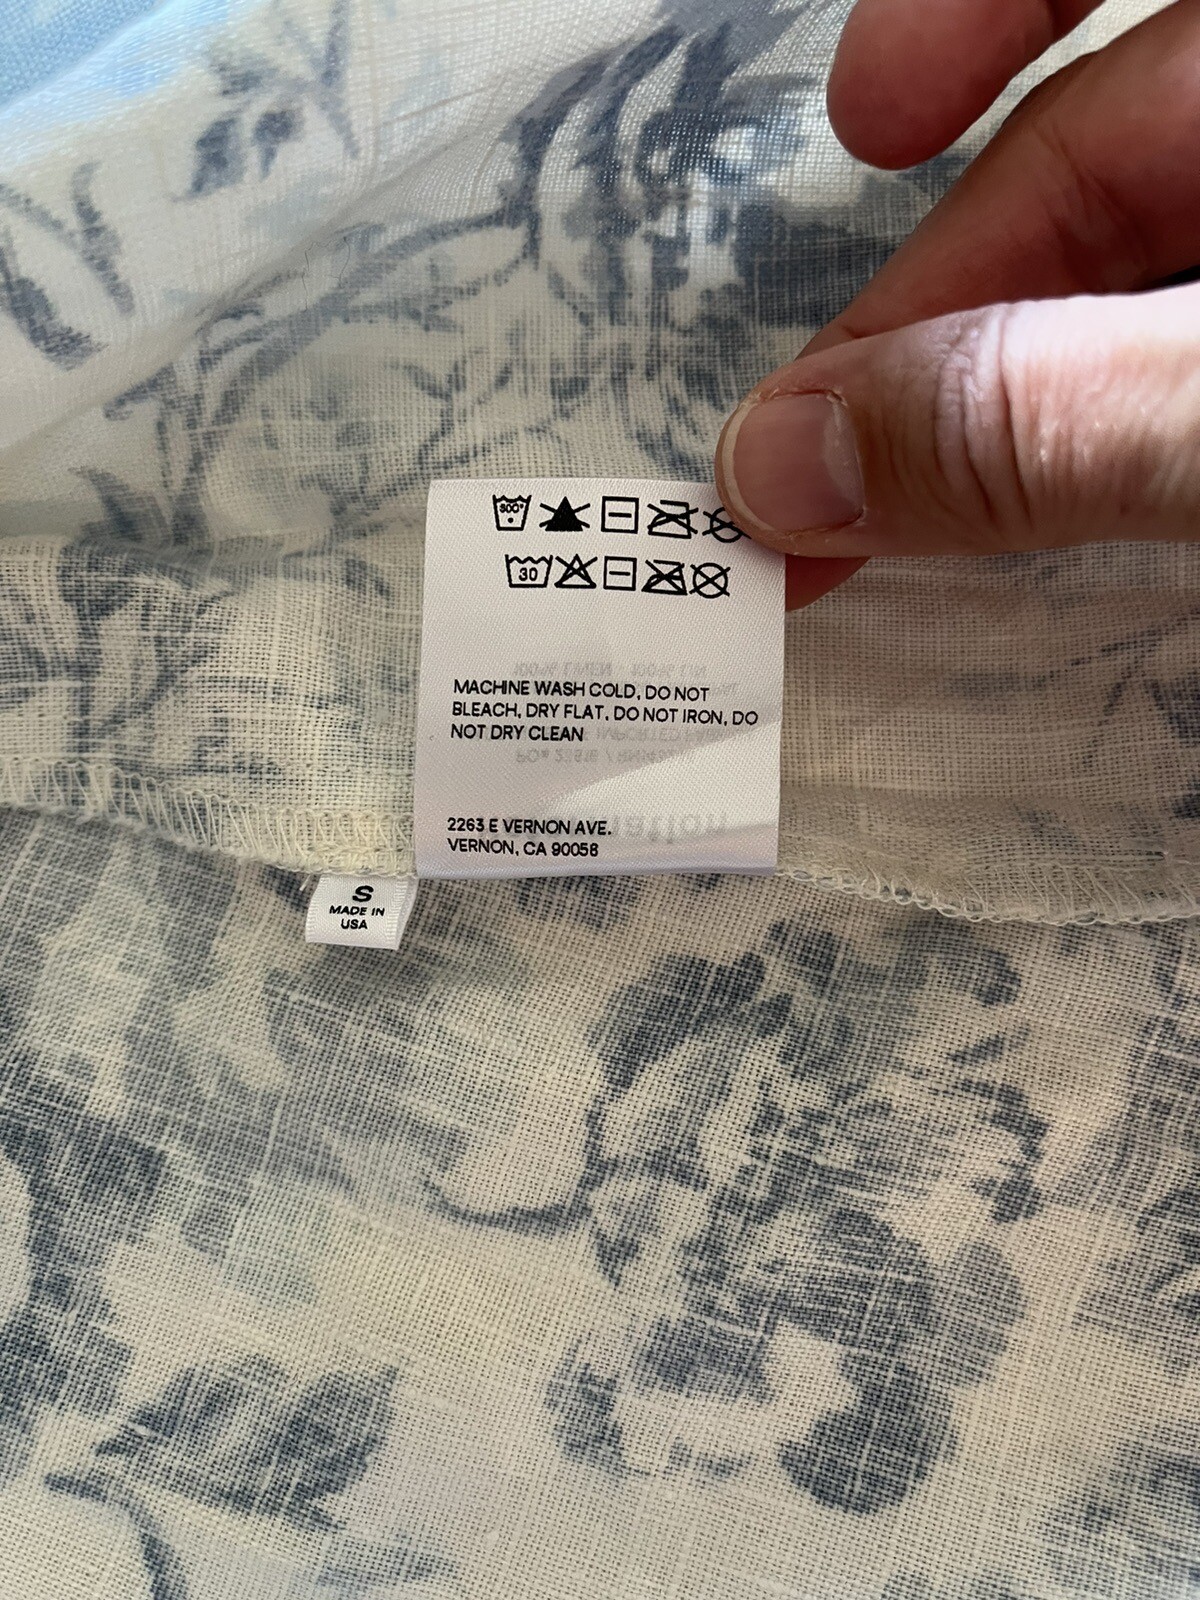 30
MACHINE WASH COLD, DO NOT
BLEACH, DRY FLAT, DO NOT IRON, DO
NOT DRY CLEAN
2263 E VERNON AVE.
VERNON, CA 90058
S
MADE IN
USA